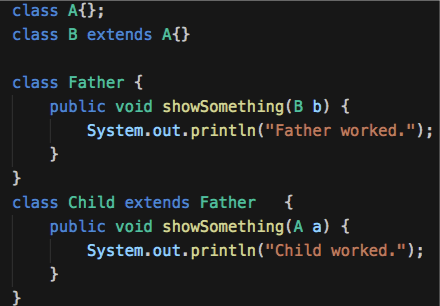 class A{};
class B extends A{}

class Father {
    public void showSomething(B b) {
        System.out.println("Father worked.");
    }
}
class Child extends Father   {
    public void showSomething(A a) {
        System.out.println("Child worked.");
    }
}